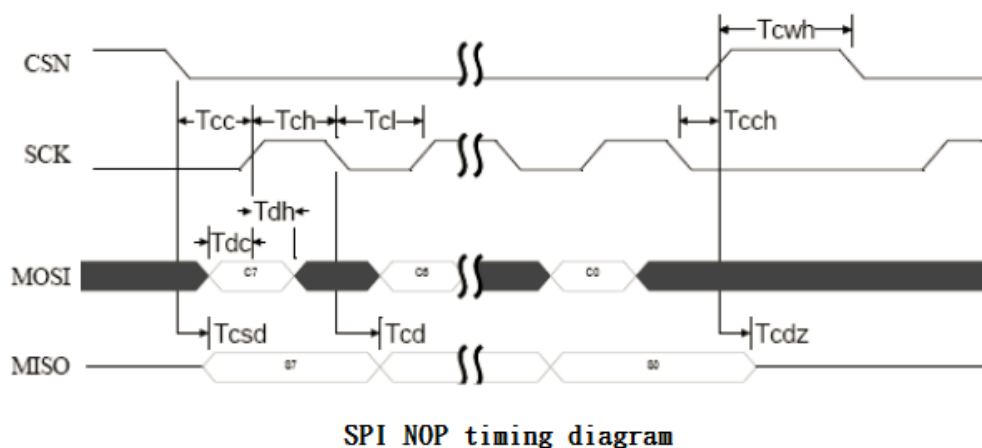 Tcwh
CSN
Tcc
Tch
Tcl
Tcch
SCK
Tdh
Tdc
MOSI
C7
C6
C0
Tcsd
Tcd
Tcdz
MISO
S7
S0
SPI NOP timing diagram